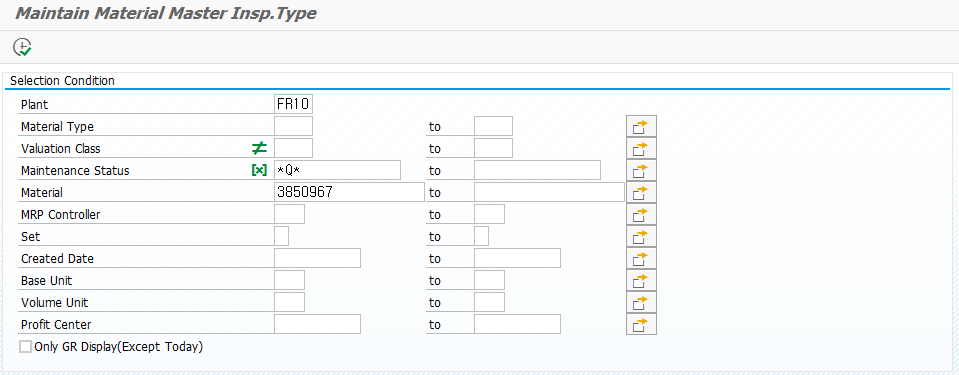 Maintain Material Master Insp.Type
Selection Condition
Plant FR10
Material Type to
Valuation Class ≠ to
Maintenance Status [×] *Q* to
Material 3850967 to
MRP Controller to
Set to
Created Date to
Base Unit to
Volume Unit to
Profit Center to
Only GR Display(Except Today)